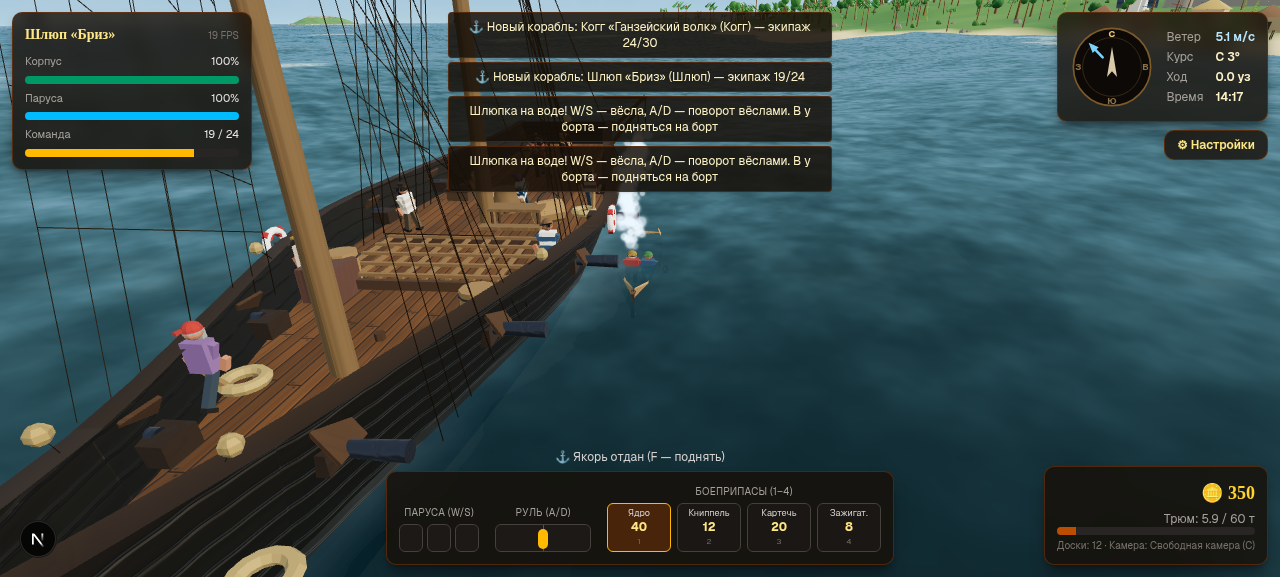 Шлюп «Бриз»
19 FPS
Корпус
100%
Паруса
100%
Команда
19 / 24
⚓ Новый корабль: Когг «Ганзейский волк» (Когг) — экипаж
24/30
⚓ Новый корабль: Шлюп «Бриз» (Шлюп) — экипаж 19/24
Шлюпка на воде! W/S — вёсла, A/D — поворот вёслами. В у
борта — подняться на борт
Шлюпка на воде! W/S — вёсла, A/D — поворот вёслами. В у
борта — подняться на борт
С
З
В
Ю
Ветер
5.1 м/с
Курс
С 3°
Ход
0.0 уз
Время
14:17
⚙ Настройки
⚓ Якорь отдан (F — поднять)
ПАРУСА (W/S)
РУЛЬ (A/D)
БОЕПРИПАСЫ (1–4)
Ядро
40
1
Книппель
12
2
Картечь
20
3
Зажигат.
8
4
🪙 350
Трюм: 5.9 / 60 т
Доски: 12 · Камера: Свободная камера (C)
N